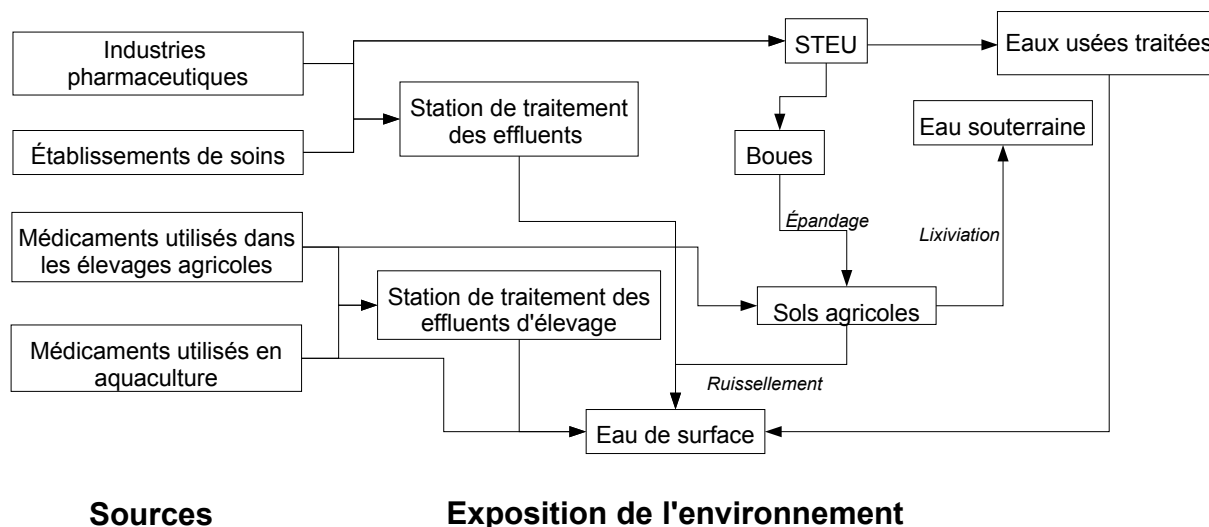 Industries
pharmaceutiques
STEU
Eaux usées traitées
Station de traitement
des effluents
Eau souterraine
Établissements de soins
Boues
Épandage
Lixiviation
Médicaments utilisés dans
les élevages agricoles
Station de traitement des
effluents d'élevage
Sols agricoles
Médicaments utilisés en
aquaculture
Ruissellement
Eau de surface
Sources
Exposition de l'environnement